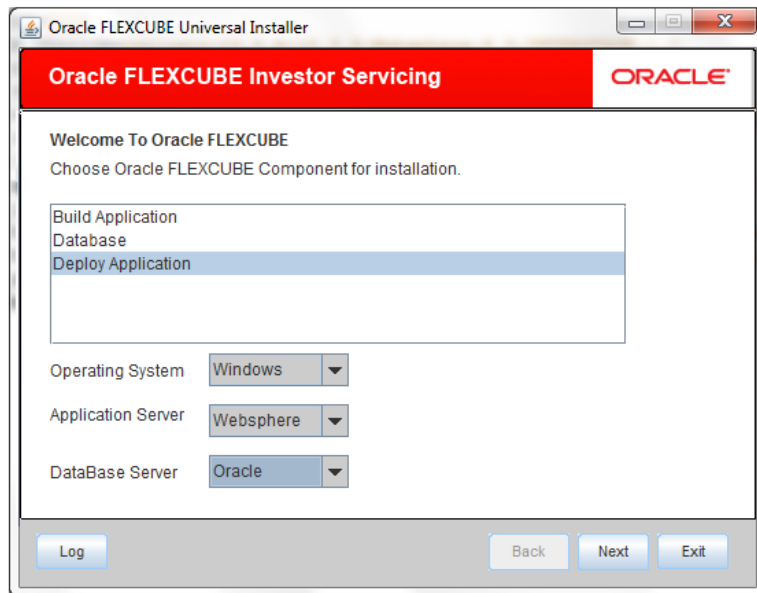 Oracle FLEXCUBE Universal Installer
Oracle FLEXCUBE Investor Servicing
ORACLE
Welcome To Oracle FLEXCUBE
Choose Oracle FLEXCUBE Component for installation.
Build Application
Database
Deploy Application
Operating System Windows
Application Server Websphere
DataBase Server Oracle
Log Back Next Exit